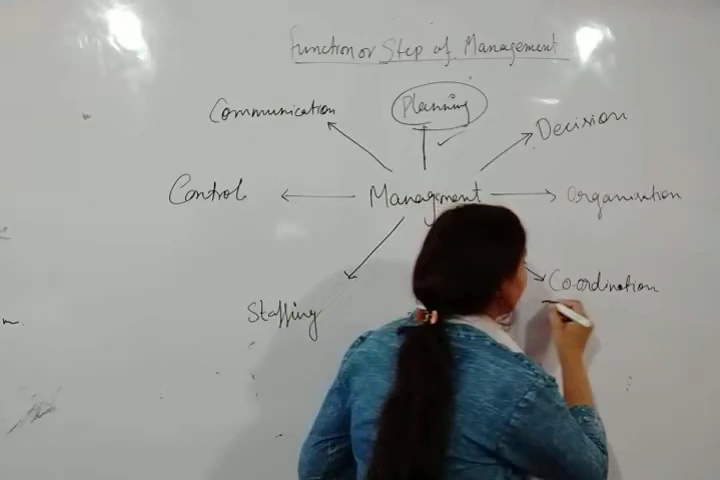 Function or Step of Management
Planning
Communication
Decision
Control
Management
Organisation
Co-ordination
Staffing